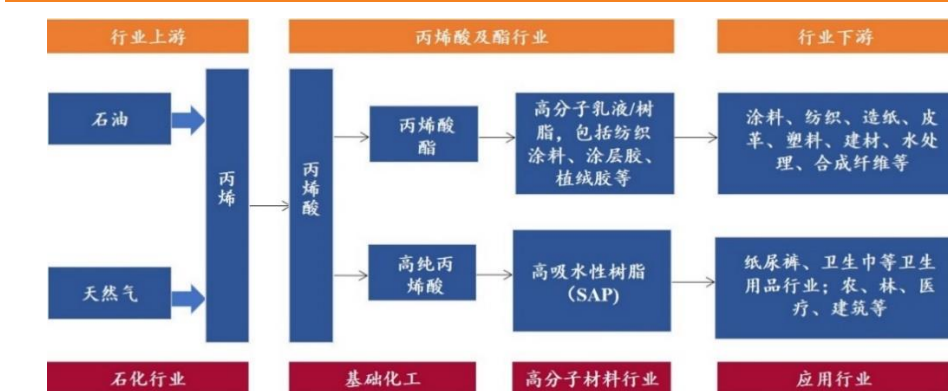 行业上游
丙烯酸及酯行业
行业下游
石油
天然气
丙
烯
丙
烯
酸
丙烯酸
酯
高分子乳液/树
脂，包括纺织
涂料、涂层胶、
植绒胶等
涂料、纺织、造纸、皮
革、塑料、建材、水处
理、合成纤维等
高纯丙
烯酸
高吸水性树脂
（SAP)
纸尿裤、卫生巾等卫生
用品行业；农、林、医
疗、建筑等
石化行业
基础化工
高分子材料行业
应用行业